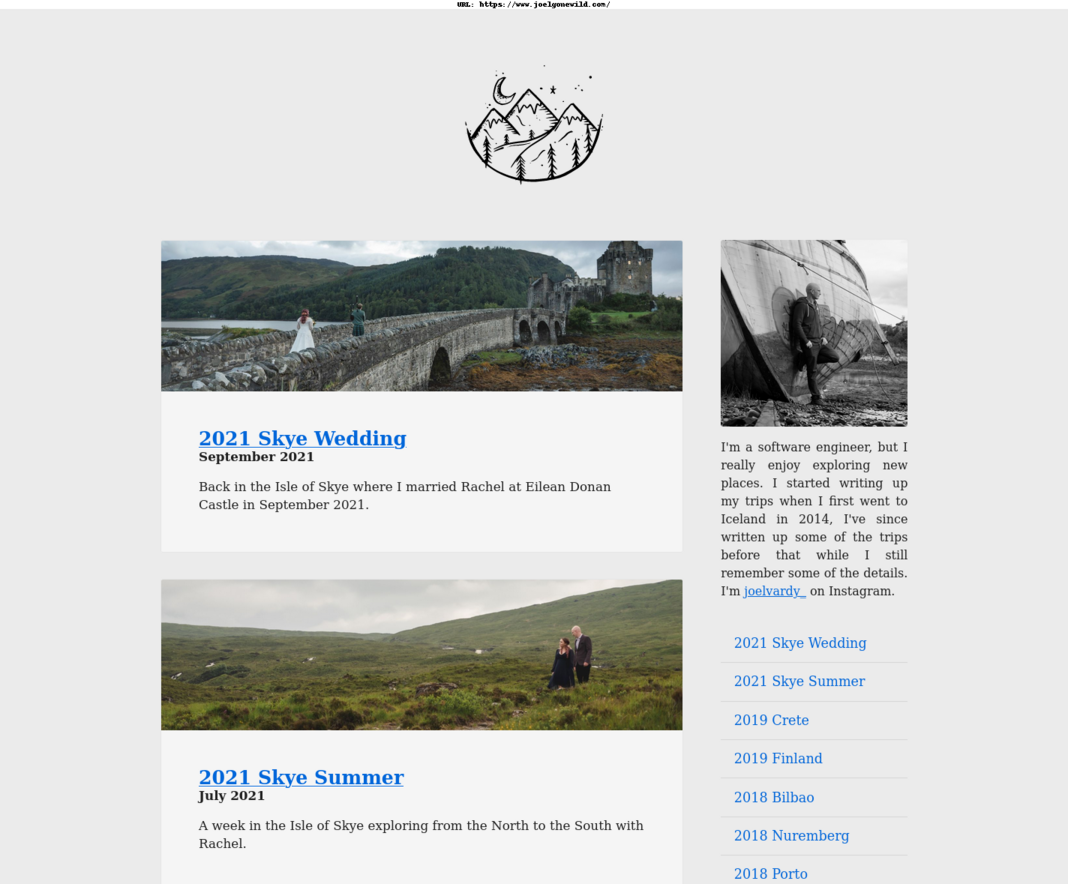 URL: https://www.joelgonewild.com/
2021 Skye Wedding
September 2021
Back in the Isle of Skye where I married Rachel at Eilean Donan
Castle in September 2021.
2021 Skye Summer
July 2021
A week in the Isle of Skye exploring from the North to the South with
Rachel.
I'm a software engineer, but I
really enjoy exploring new
places. I started writing up
my trips when I first went to
Iceland in 2014, I've since
written up some of the trips
before that while I still
remember some of the details.
I'm joelvardy_ on Instagram.
2021 Skye Wedding
2021 Skye Summer
2019 Crete
2019 Finland
2018 Bilbao
2018 Nuremberg
2018 Porto